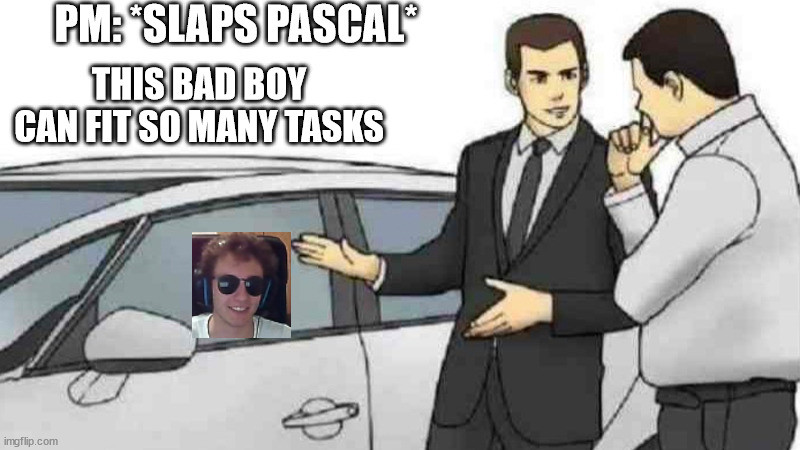 PM: *SLAPS PASCAL*
THIS BAD BOY
CAN FIT SO MANY TASKS
imgflip.com